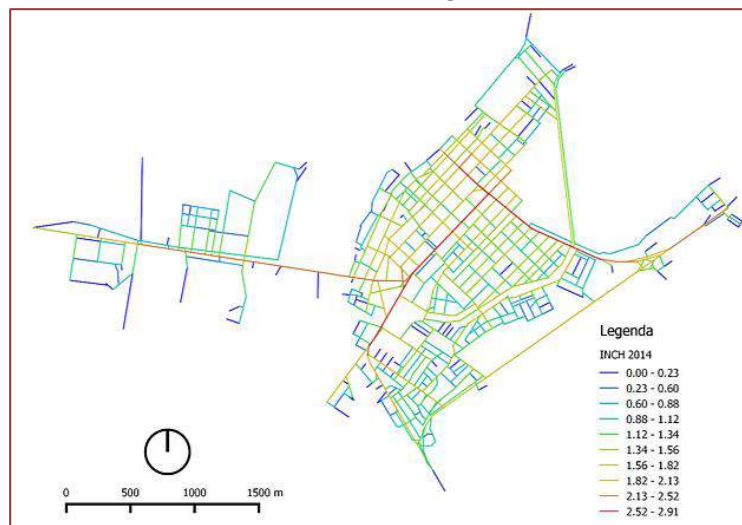 Legenda
INCH 2014
0.00 - 0.23
0.23 - 0.60
0.60 - 0.88
0.88 - 1.12
1.12 - 1.34
1.34 - 1.56
1.56 - 1.82
1.82 - 2.13
2.13 - 2.52
2.52 - 2.91
0 500 1000 1500 m